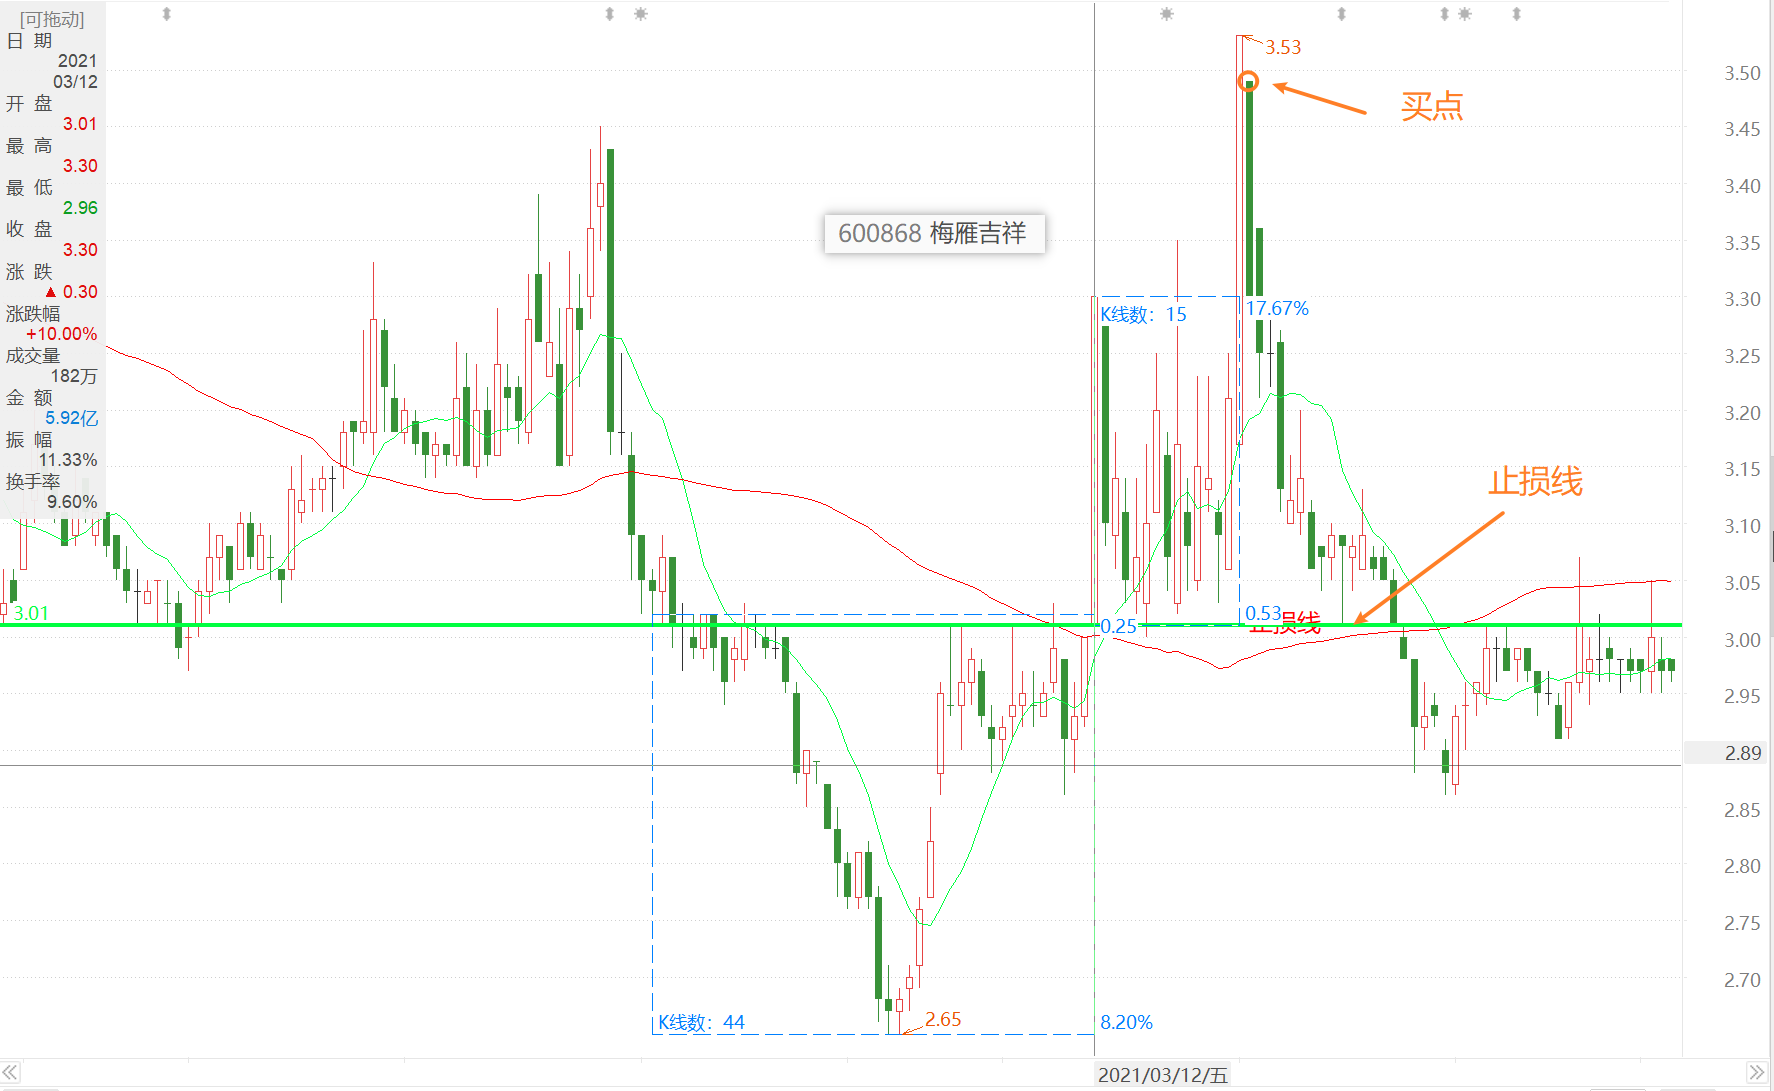 [可拖动]
日 期
2021
03/12
开 盘
3.01
最 高
3.30
最 低
2.96
收 盘
3.30
涨 跌
▲ 0.30
涨跌幅
+10.00%
成交量
182万
金 额
5.92亿
振 幅
11.33%
换手率
9.60%
3.01
600868 梅雁吉祥
3.53
买点
K线数：15
17.67%
止损线
0.25
0.53
止损线
K线数：44
2.65
8.20%
3.50
3.45
3.40
3.35
3.30
3.25
3.20
3.15
3.10
3.05
3.00
2.95
2.89
2.85
2.80
2.75
2.70
2021/03/12/五